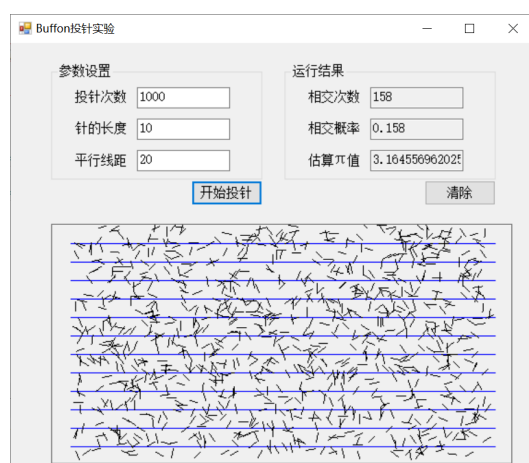 Buffon投针实验
参数设置
投针次数 1000
针的长度 10
平行线距 20
开始投针
运行结果
相交次数 158
相交概率 0.158
估算π值 3.164556962025
清除